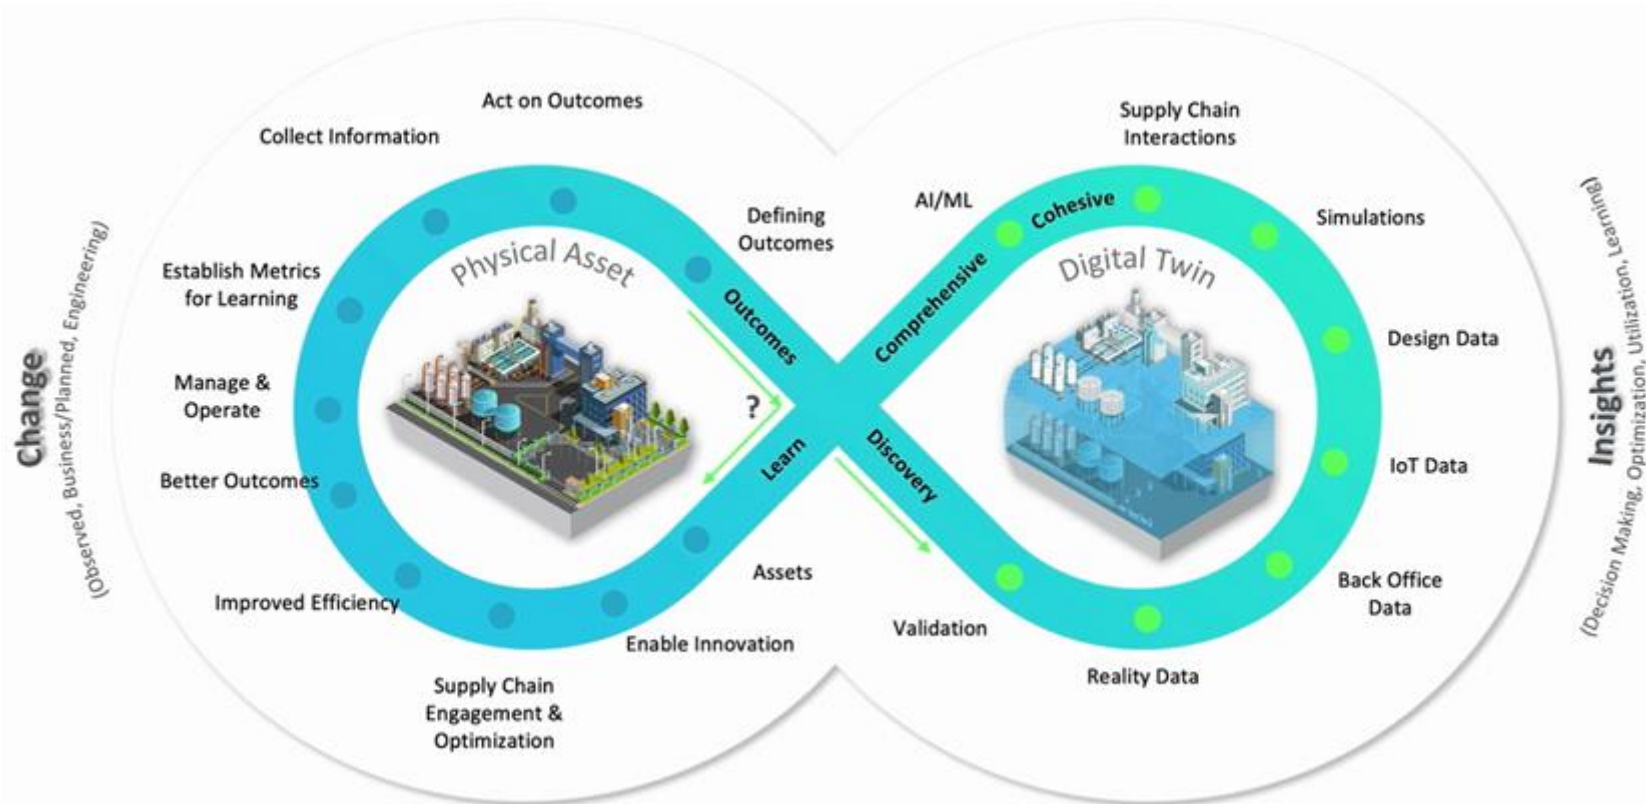 Act on Outcomes
Collect Information
Establish Metrics
for Learning
Manage &
Operate
Better Outcomes
Improved Efficiency
Supply Chain
Engagement &
Optimization
Enable Innovation
Assets
Defining
Outcomes
Physical Asset
Outcomes
?
Learn
Change
(Observed, Business/Planned, Engineering)
Supply Chain
Interactions
AI/ML
Cohesive
Comprehensive
Simulations
Digital Twin
Design Data
IoT Data
Back Office
Data
Reality Data
Validation
Discovery
Insights
(Decision Making, Optimization, Utilization, Learning)